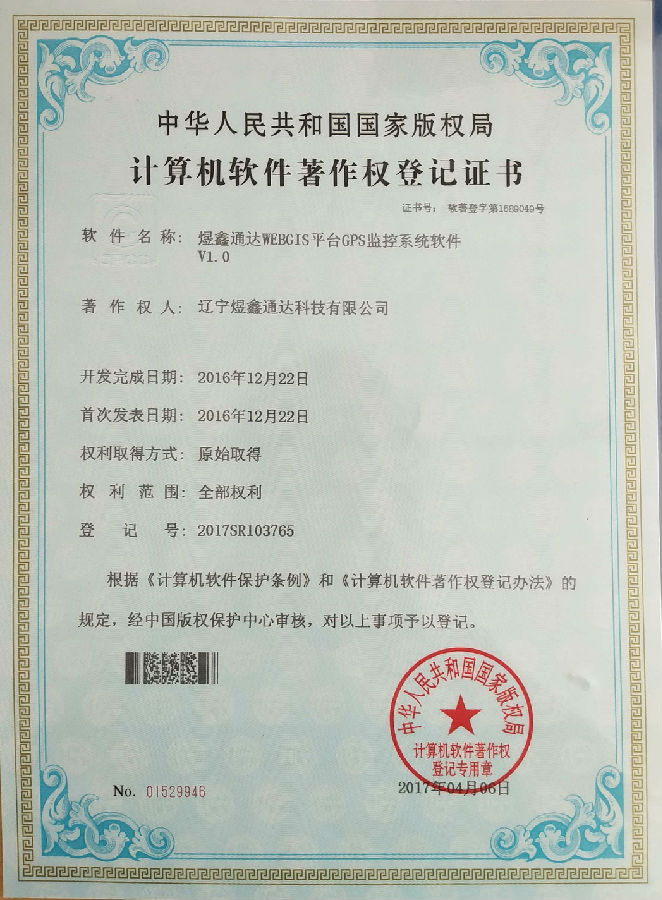 中华人民共和国国家版权局
计算机软件著作权登记证书
证书号： 软著登字第1689049号
软件名称： 煜鑫通达WEBGIS平台GPS监控系统软件
V1.0
著作权人： 辽宁煜鑫通达科技有限公司
开发完成日期： 2016年12月22日
首次发表日期： 2016年12月22日
权利取得方式： 原始取得
权利范围： 全部权利
登记号： 2017SR103765
根据《计算机软件保护条例》和《计算机软件著作权登记办法》的
规定，经中国版权保护中心审核，对以上事项予以登记。
中华人民共和国国家版权局
计算机软件著作权
登记专用章
No. 01529946
2017年04月06日